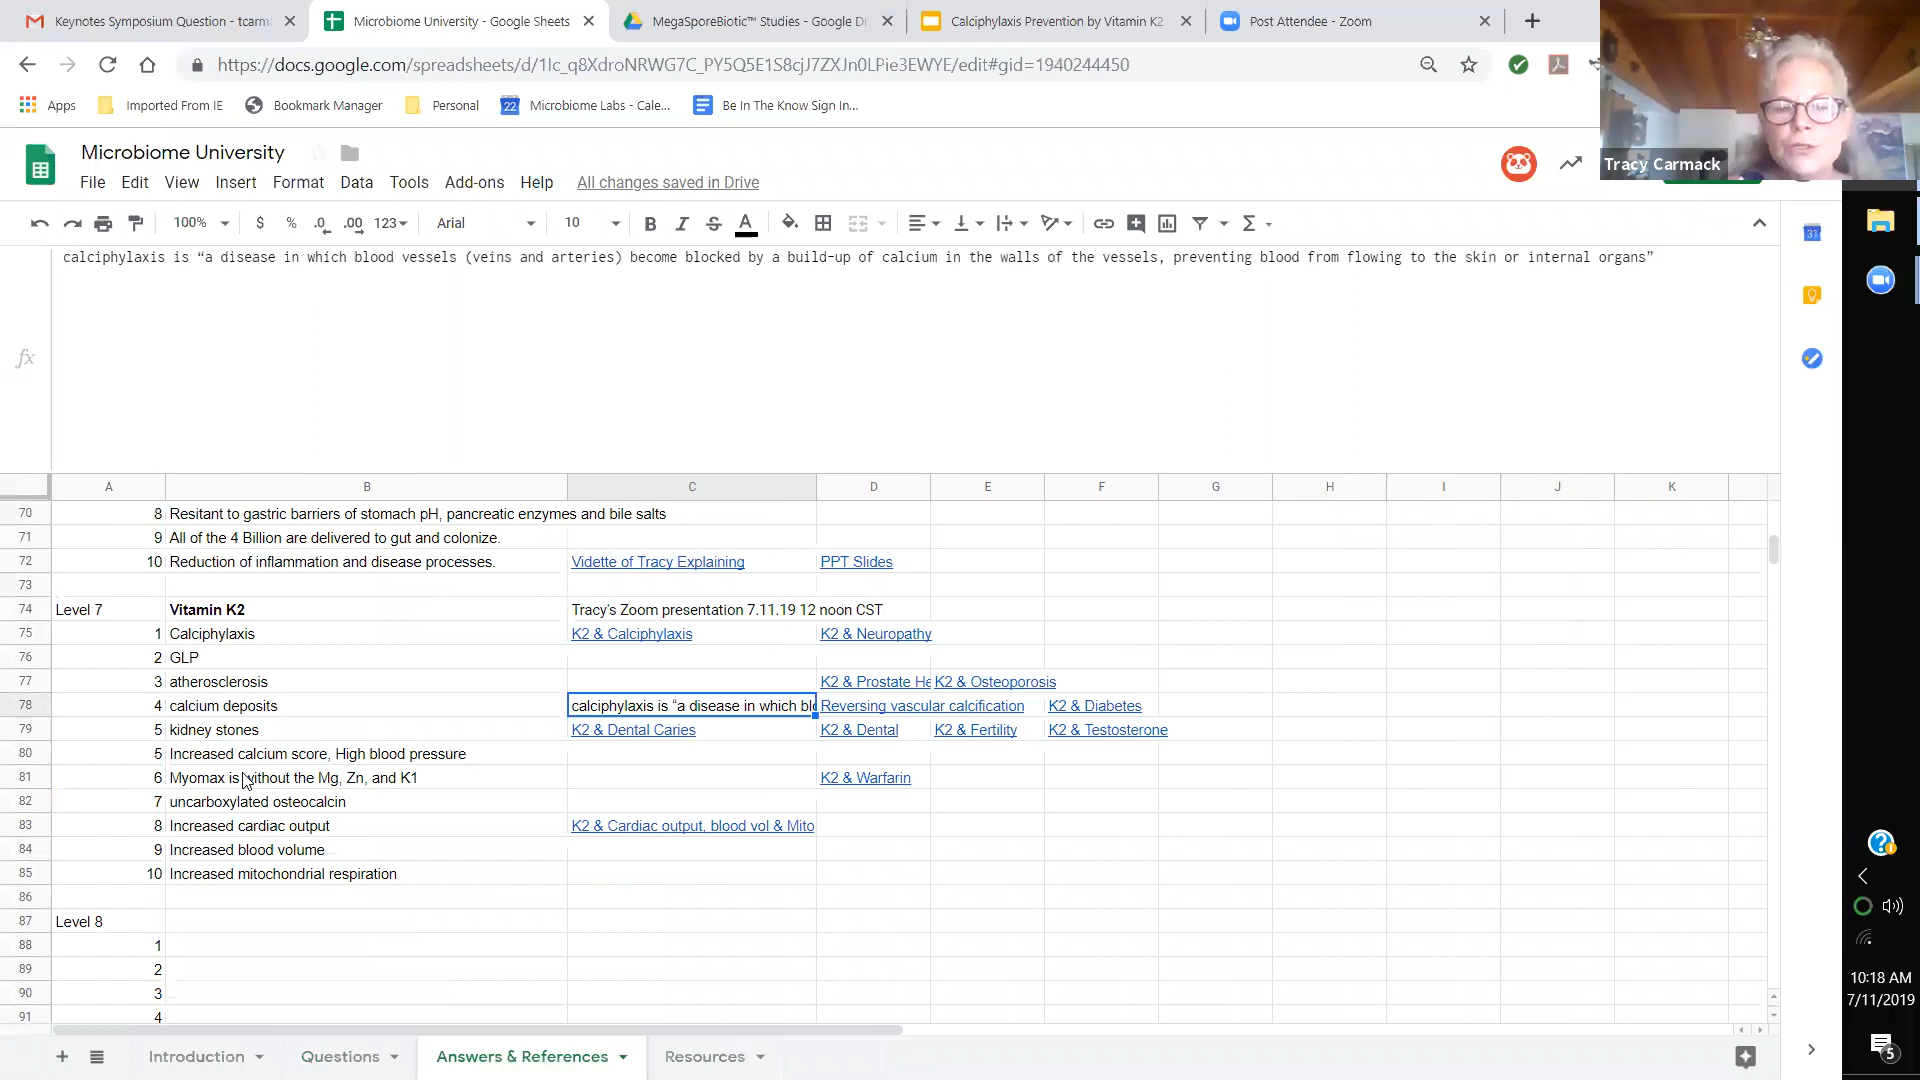 Keynotes Symposium Question - tcarm
Microbiome University - Google Sheets
MegaSporeBiotic™ Studies - Google Dr
Calciphylaxis Prevention by Vitamin K2
Post Attendee - Zoom
https://docs.google.com/spreadsheets/d/1Ic_q8XdroNRWG7C_PY5Q5E1S8cjJ7ZXJn0LPie3EWYE/edit#gid=1940244450
Apps
Imported From IE
Bookmark Manager
Personal
22
Microbiome Labs - Cale...
Be In The Know Sign In...
Tracy Carmack
Microbiome University
File Edit View Insert Format Data Tools Add-ons Help All changes saved in Drive
100% $ % .0 .00 123 Arial 10 B I S A
31
calciphylaxis is “a disease in which blood vessels (veins and arteries) become blocked by a build-up of calcium in the walls of the vessels, preventing blood from flowing to the skin or internal organs”
fx
A B C D E F G H I J K
70 8 Resitant to gastric barriers of stomach pH, pancreatic enzymes and bile salts
71 9 All of the 4 Billion are delivered to gut and colonize.
72 10 Reduction of inflammation and disease processes. Vidette of Tracy Explaining PPT Slides
73
74 Level 7 Vitamin K2 Tracy's Zoom presentation 7.11.19 12 noon CST
75 1 Calciphylaxis K2 & Calciphylaxis K2 & Neuropathy
76 2 GLP
77 3 atherosclerosis K2 & Prostate He K2 & Osteoporosis
78 4 calcium deposits calciphylaxis is “a disease in which blo Reversing vascular calcification K2 & Diabetes
79 5 kidney stones K2 & Dental Caries K2 & Dental K2 & Fertility K2 & Testosterone
80 5 Increased calcium score, High blood pressure
81 6 Myomax is without the Mg, Zn, and K1 K2 & Warfarin
82 7 uncarboxylated osteocalcin
83 8 Increased cardiac output K2 & Cardiac output, blood vol & Mito
84 9 Increased blood volume
85 10 Increased mitochondrial respiration
86
87 Level 8
88 1
89 2
90 3
91 4
Introduction Questions Answers & References Resources
10:18 AM
7/11/2019
5